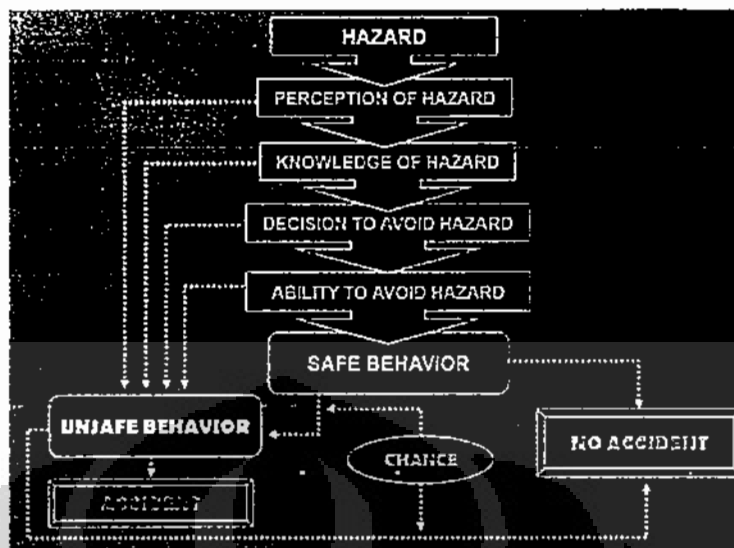 HAZARD
PERCEPTION OF HAZARD
KNOWLEDGE OF HAZARD
DECISION TO AVOID HAZARD
ABILITY TO AVOID HAZARD
SAFE BEHAVIOR
UNSAFE BEHAVIOR
NO ACCIDENT
CHANCE
ACCIDENT